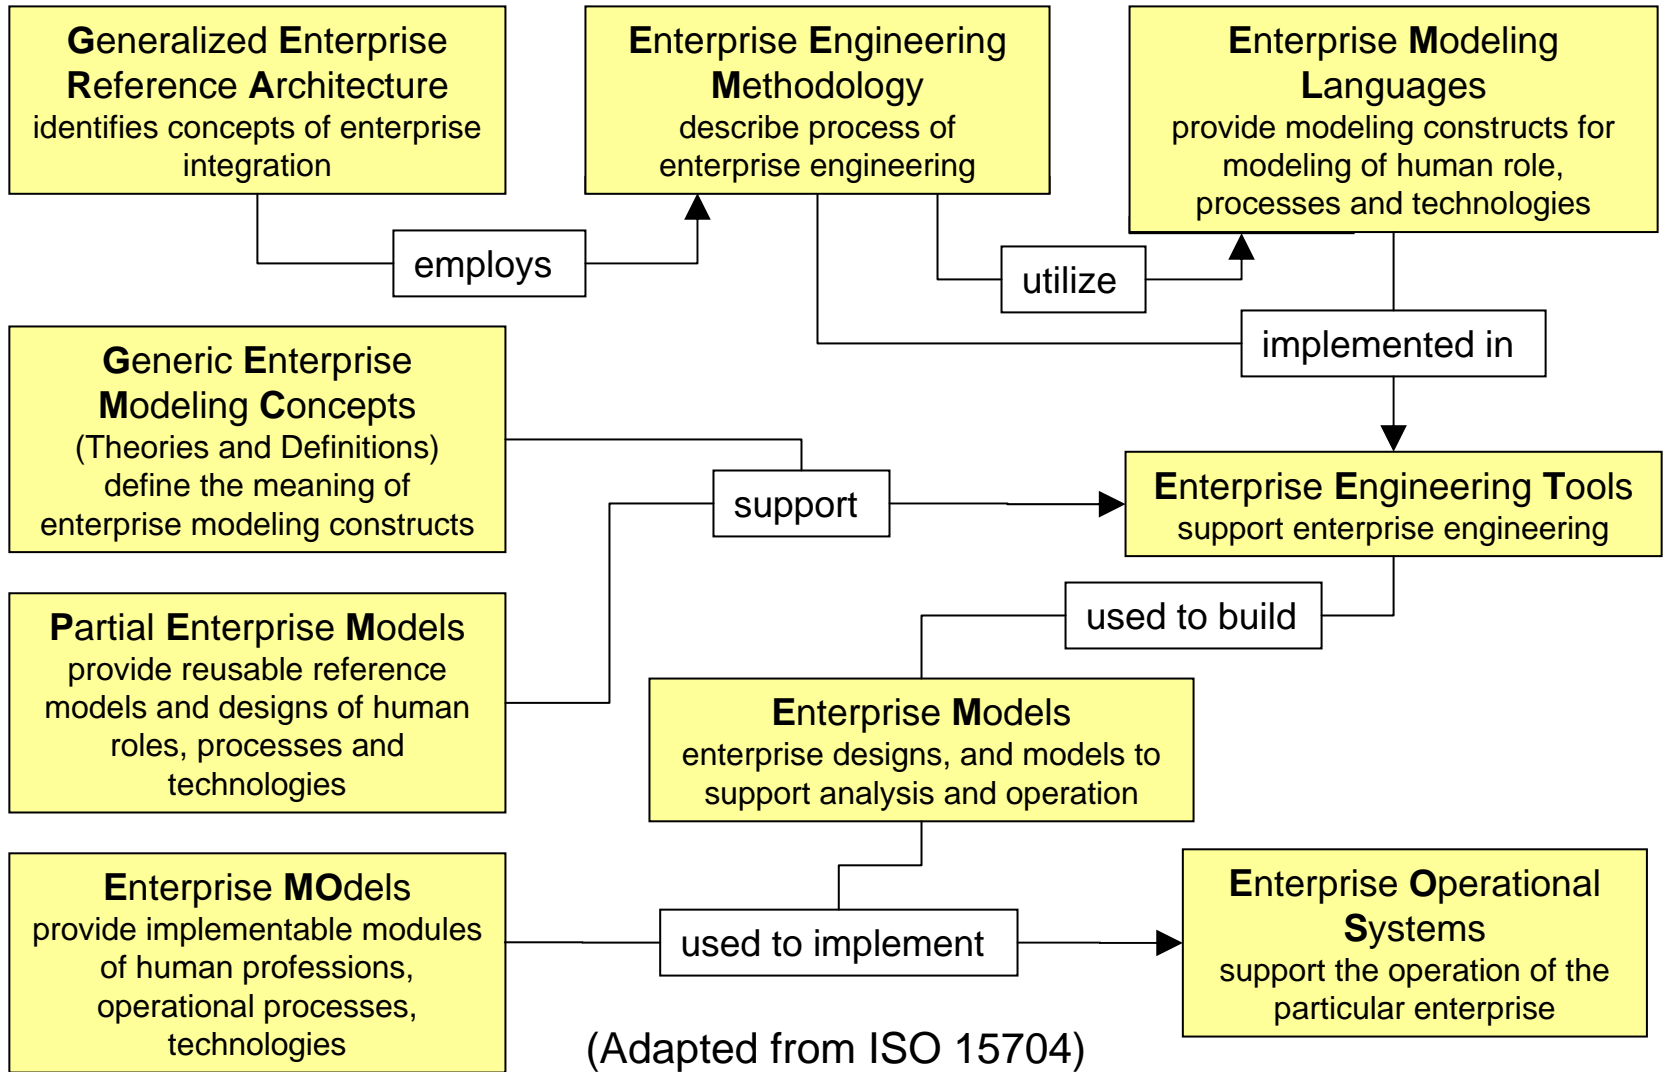 Generalized Enterprise
Reference Architecture
identifies concepts of enterprise
integration
Enterprise Engineering
Methodology
describe process of
enterprise engineering
Enterprise Modeling
Languages
provide modeling constructs for
modeling of human role,
processes and technologies
employs
utilize
implemented in
Generic Enterprise
Modeling Concepts
(Theories and Definitions)
define the meaning of
enterprise modeling constructs
support
Enterprise Engineering Tools
support enterprise engineering
used to build
Partial Enterprise Models
provide reusable reference
models and designs of human
roles, processes and
technologies
Enterprise Models
enterprise designs, and models to
support analysis and operation
Enterprise MOdels
provide implementable modules
of human professions,
operational processes,
technologies
used to implement
Enterprise Operational
Systems
support the operation of the
particular enterprise
(Adapted from ISO 15704)